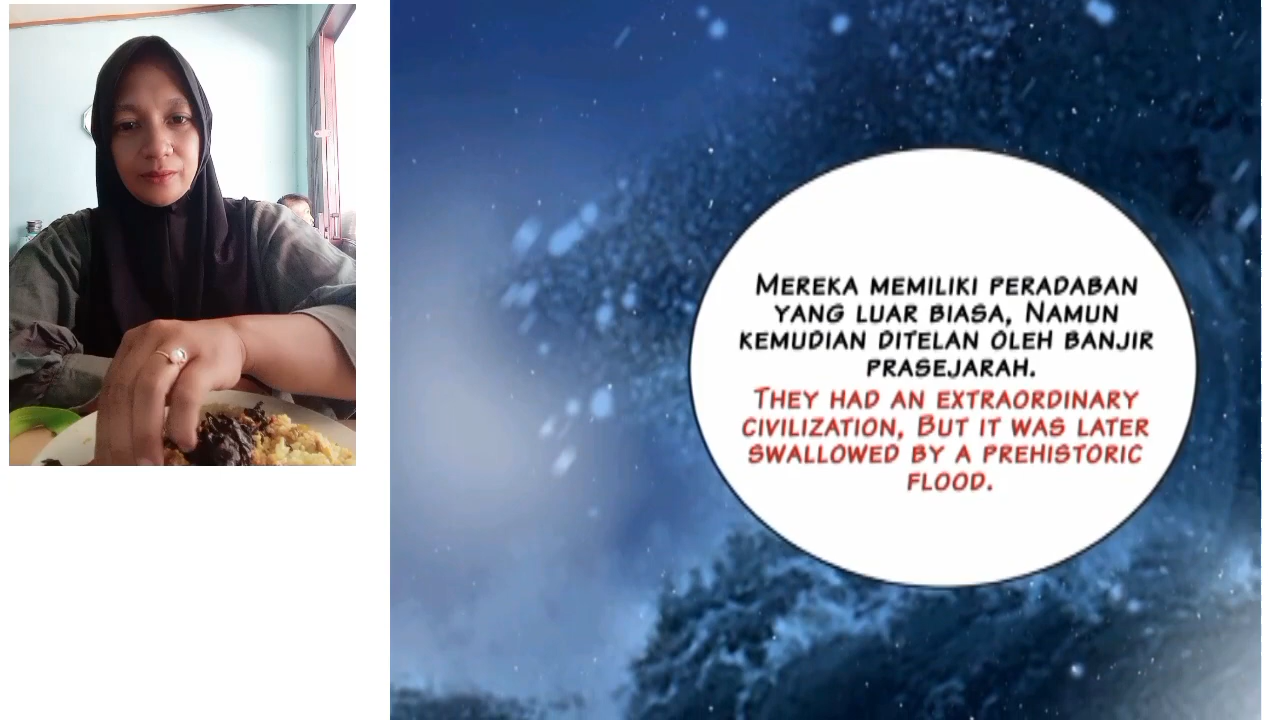 MEREKA MEMILIKI PERADABAN
YANG LUAR BIASA, NAMUN
KEMUDIAN DITELAN OLEH BANJIR
PRASEJARAH.
THEY HAD AN EXTRAORDINARY
CIVILIZATION, BUT IT WAS LATER
SWALLOWED BY A PREHISTORIC
FLOOD.